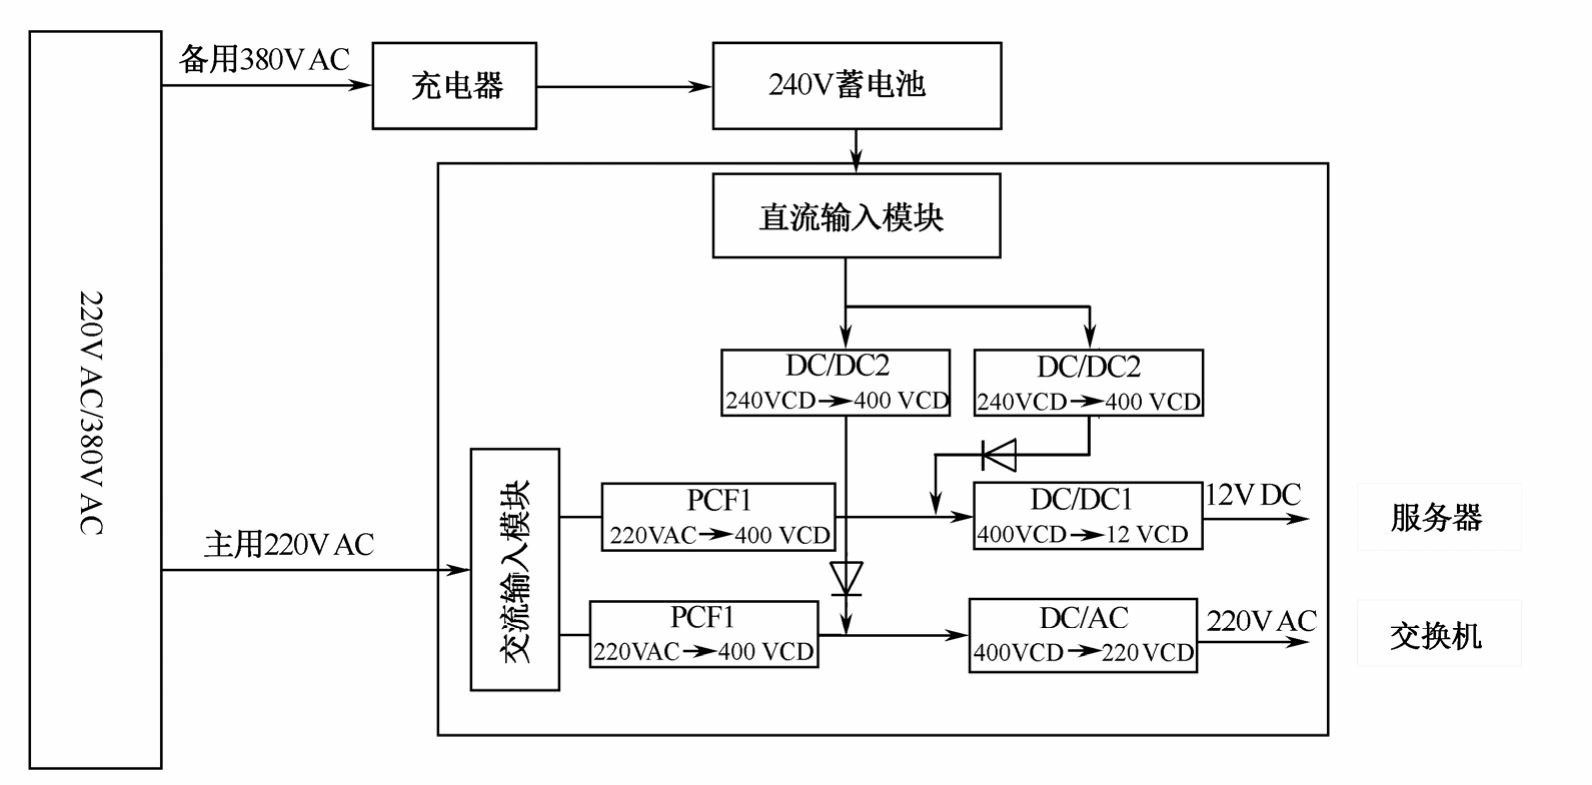 备用380V AC
充电器
240V蓄电池
直流输入模块
220V AC/380V AC
DC/DC2
240VCD→400 VCD
DC/DC2
240VCD→400 VCD
主用220V AC
交流输入模块
PCF1
220VAC→400 VCD
DC/DC1
400VCD→12 VCD
12V DC
服务器
PCF1
220VAC→400 VCD
DC/AC
400VCD→220 VCD
220V AC
交换机